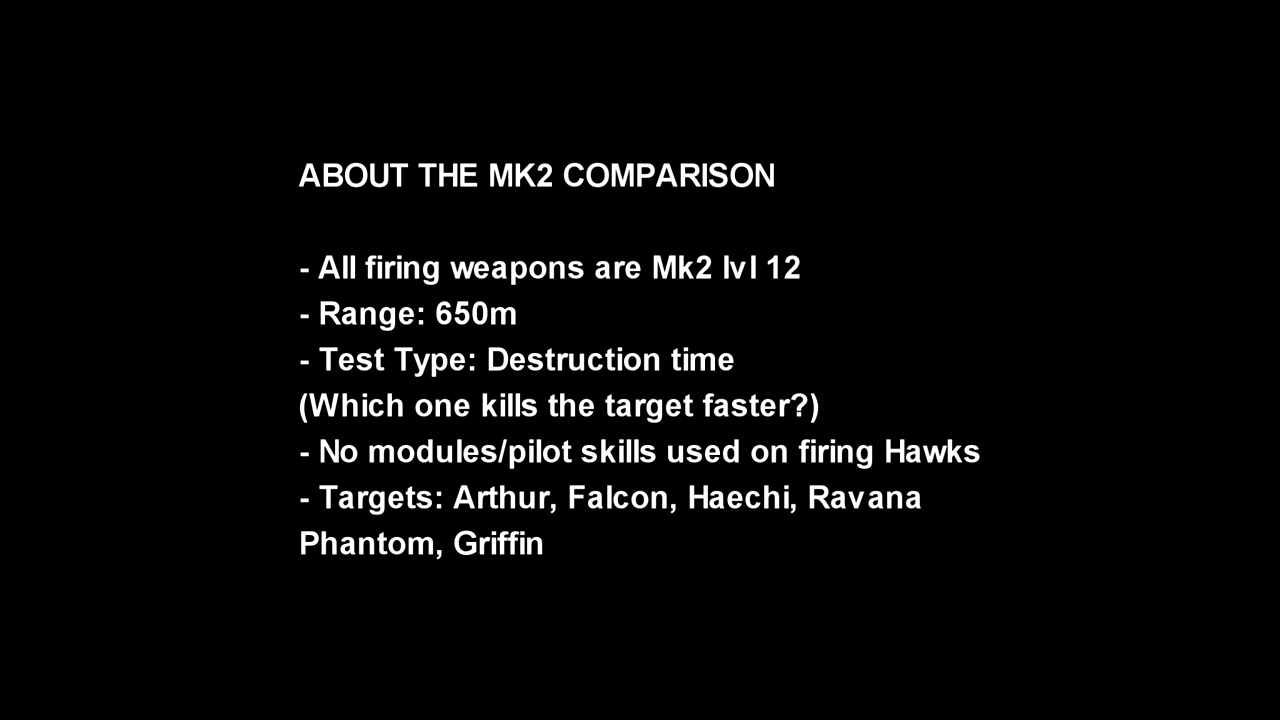 ABOUT THE MK2 COMPARISON
- All firing weapons are Mk2 lvl 12
- Range: 650m
- Test Type: Destruction time
(Which one kills the target faster?)
- No modules/pilot skills used on firing Hawks
- Targets: Arthur, Falcon, Haechi, Ravana
Phantom, Griffin